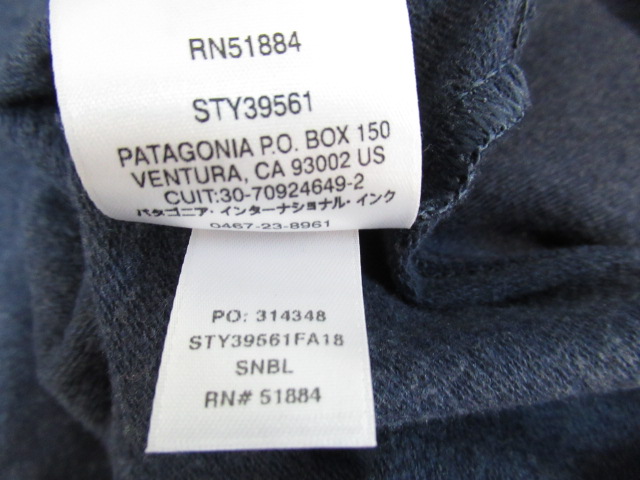 RN51884
STY39561
PATAGONIA P.O. BOX 150
VENTURA, CA 93002 US
CUIT:30-70924649-2
パタゴニア・インターナショナル・インク
0467-23-8961
PO: 314348
STY39561FA18
SNBL
RN# 51884